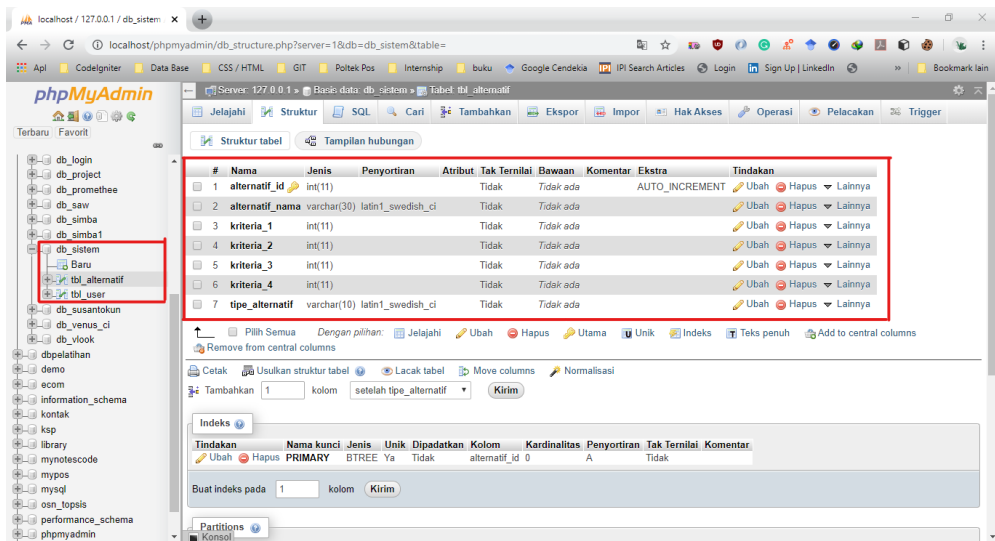 localhost / 127.0.0.1 / db_sistem
localhost/phpmyadmin/db_structure.php?server=1&db=db_sistem&table=
Apl CodeIgniter Data Base CSS / HTML GIT Poltek Pos Internship buku Google Cendekia IPI IPI Search Articles Login Sign Up | LinkedIn » Bookmark lain
phpMyAdmin
Terbaru Favorit
db_login
db_project
db_promethee
db_saw
db_simba
db_simba1
db_sistem
Baru
tbl_alternatif
tbl_user
db_susantokun
db_venus_ci
db_vlook
dbpelatihan
demo
ecom
information_schema
kontak
ksp
library
mynotescode
mypos
mysql
osn_topsis
performance_schema
phpmyadmin
Server: 127.0.0.1 » Basis data: db_sistem » Tabel: tbl_alternatif
Jelajahi Struktur SQL Cari Tambahkan Ekspor Impor Hak Akses Operasi Pelacakan Trigger
Struktur tabel Tampilan hubungan
# Nama Jenis Penyortiran Atribut Tak Ternilai Bawaan Komentar Ekstra Tindakan
1 alternatif_id int(11) Tidak Tidak ada AUTO_INCREMENT Ubah Hapus Lainnya
2 alternatif_nama varchar(30) latin1_swedish_ci Tidak Tidak ada Ubah Hapus Lainnya
3 kriteria_1 int(11) Tidak Tidak ada Ubah Hapus Lainnya
4 kriteria_2 int(11) Tidak Tidak ada Ubah Hapus Lainnya
5 kriteria_3 int(11) Tidak Tidak ada Ubah Hapus Lainnya
6 kriteria_4 int(11) Tidak Tidak ada Ubah Hapus Lainnya
7 tipe_alternatif varchar(10) latin1_swedish_ci Tidak Tidak ada Ubah Hapus Lainnya
Pilih Semua Dengan pilihan: Jelajahi Ubah Hapus Utama Unik Indeks Teks penuh Add to central columns
Remove from central columns
Cetak Usulkan struktur tabel Lacak tabel Move columns Normalisasi
Tambahkan 1 kolom setelah tipe_alternatif Kirim
Indeks
Tindakan Nama kunci Jenis Unik Dipadatkan Kolom Kardinalitas Penyortiran Tak Ternilai Komentar
Ubah Hapus PRIMARY BTREE Ya Tidak alternatif_id 0 A Tidak
Buat indeks pada 1 kolom Kirim
Partitions
Konsol